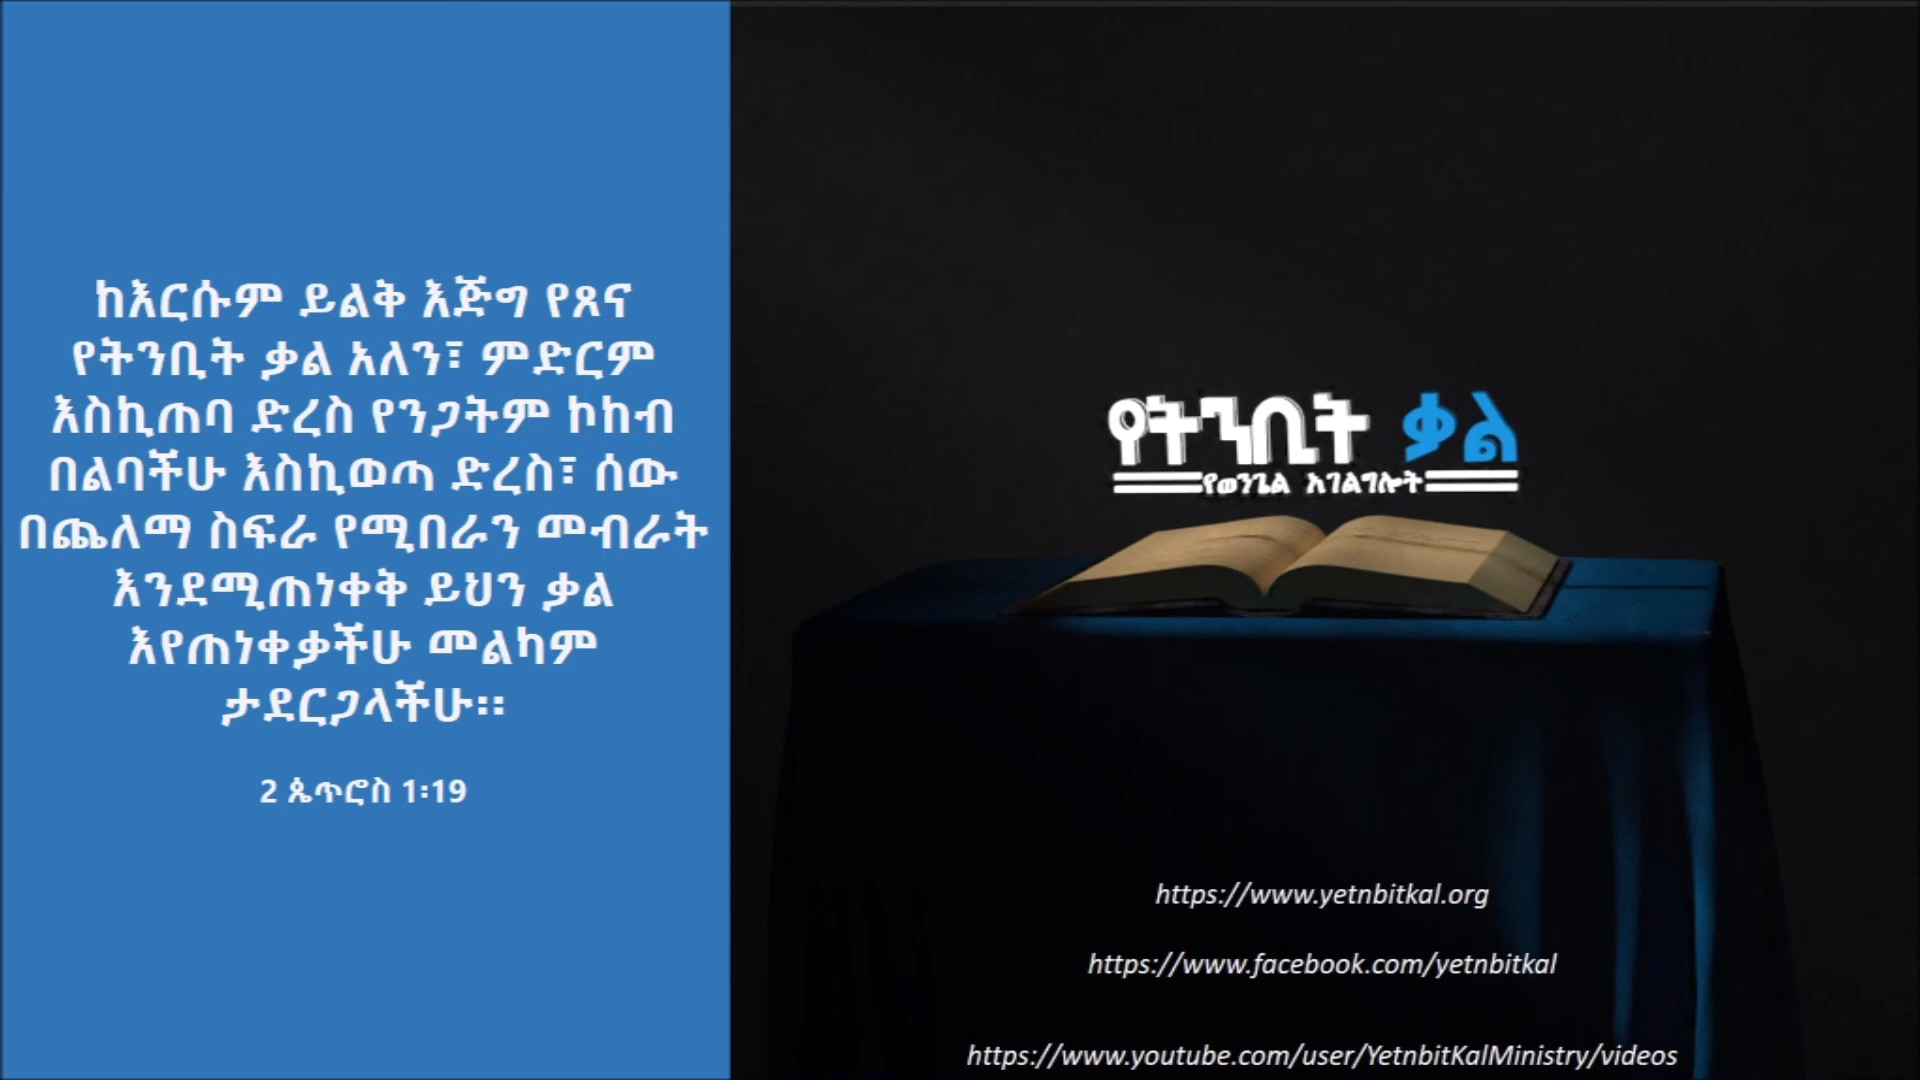 ከእርሱም ይልቅ እጅግ የጸና
የትንቢት ቃል አለን፣ ምድርም
እስኪጠባ ድረስ የንጋትም ኮከብ
በልባችሁ እስኪወጣ ድረስ፣ ሰው
በጨለማ ስፍራ የሚበራን መብራት
እንደሚጠነቀቅ ይህን ቃል
እየጠነቀቃችሁ መልካም
ታደርጋላችሁ።
2 ጴጥሮስ 1፡19
የትንቢት ቃል
የወንጌል አገልግሎት
https://www.yetnbitkal.org
https://www.facebook.com/yetnbitkal
https://www.youtube.com/user/YetnbitKalMinistry/videos